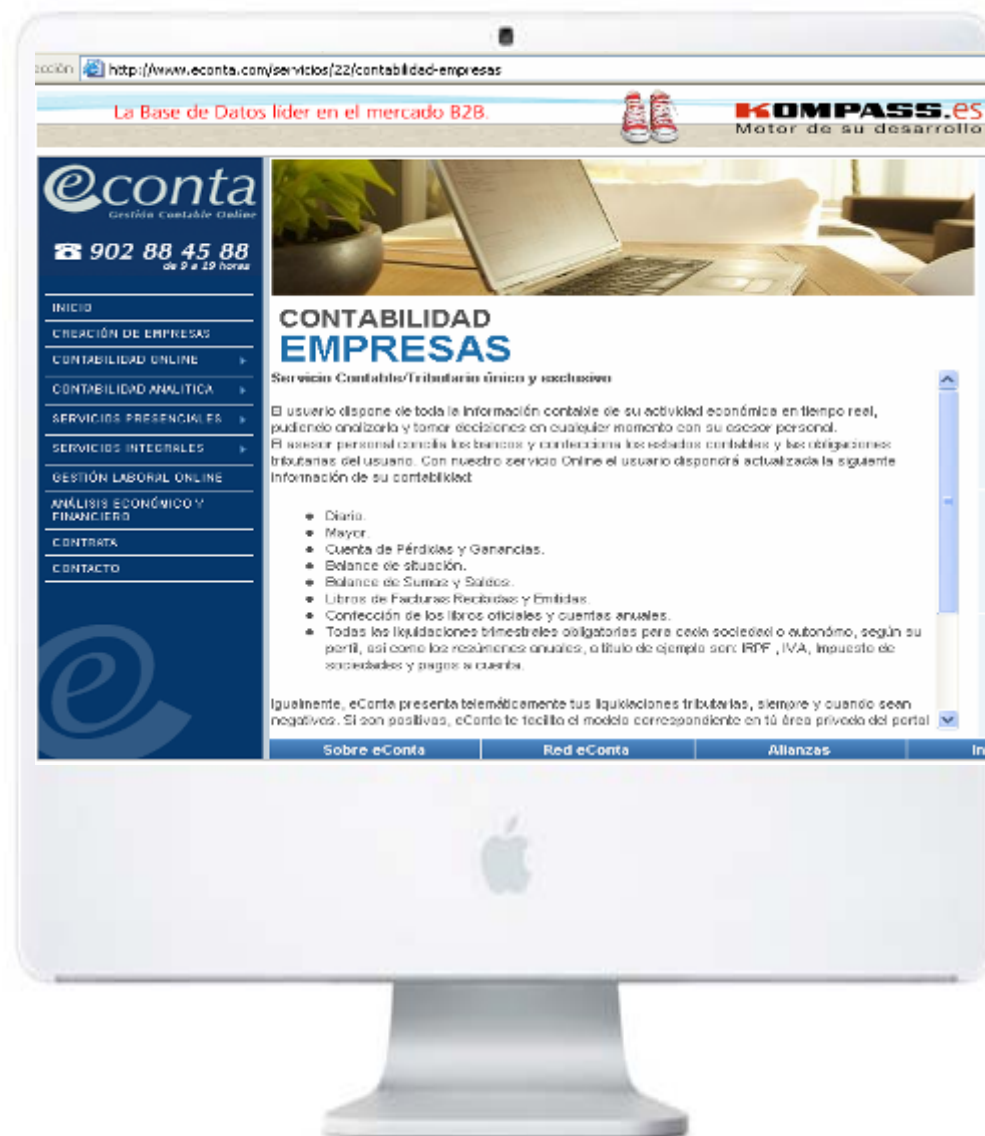 ección http://www.econta.com/servicios/22/contabilidad-empresas
La Base de Datos líder en el mercado B2B.
KOMPASS.es
Motor de su desarrollo
econta
Gestión Contable Online
902 88 45 88
de 9 a 19 horas
INICIO
CREACIÓN DE EMPRESAS
CONTABILIDAD ONLINE
CONTABILIDAD ANALITICA
SERVICIOS PRESENCIALES
SERVICIOS INTEGRALES
GESTIÓN LABORAL ONLINE
ANÁLISIS ECONÓMICO Y
FINANCIERO
CONTRATA
CONTACTO
CONTABILIDAD
EMPRESAS
Servicio Contable/Tributario único y exclusivo
El usuario dispone de toda la información contable de su actividad económica en tiempo real,
pudiendo analizarla y tomar decisiones en cualquier momento con su asesor personal.
El asesor personal concilia los bancos y confecciona los estados contables y las obligaciones
tributarias del usuario. Con nuestro servicio Online el usuario dispondrá actualizada la siguiente
información de su contabilidad:
Diario.
Mayor.
Cuenta de Pérdidas y Ganancias.
Balance de situación.
Balance de Sumas y Saldos.
Libros de Facturas Recibidas y Emitidas.
Confección de los libros oficiales y cuentas anuales.
Todas las liquidaciones trimestrales obligatorias para cada sociedad o autonómo, según su
perfil, así como los resúmenes anuales, a título de ejemplo son: IRPF , IVA, Impuesto de
sociedades y pagos a cuenta.
Igualmente, eConta presenta telemáticamente tus liquidaciones tributarias, siempre y cuando sean
negativas. Si son positivas, eConta te facilita el modelo correspondiente en tú área privada del portal
Sobre eConta
Red eConta
Alianzas
In